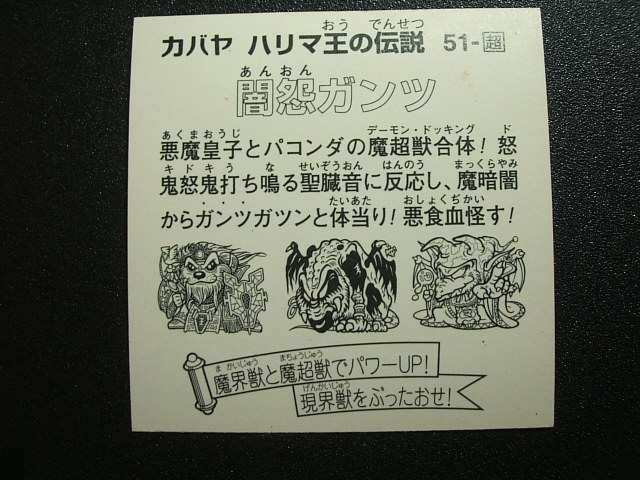 カバヤ ハリマ王の伝説 51-超
闇怨ガンツ
悪魔皇子とパコンダの魔超獣合体!怒
鬼怒鬼打ち鳴る聖臓音に反応し、魔暗闇
からガンツガツンと体当り!悪食血怪す!
魔界獣と魔超獣でパワーUP!
現界獣をぶったおせ!